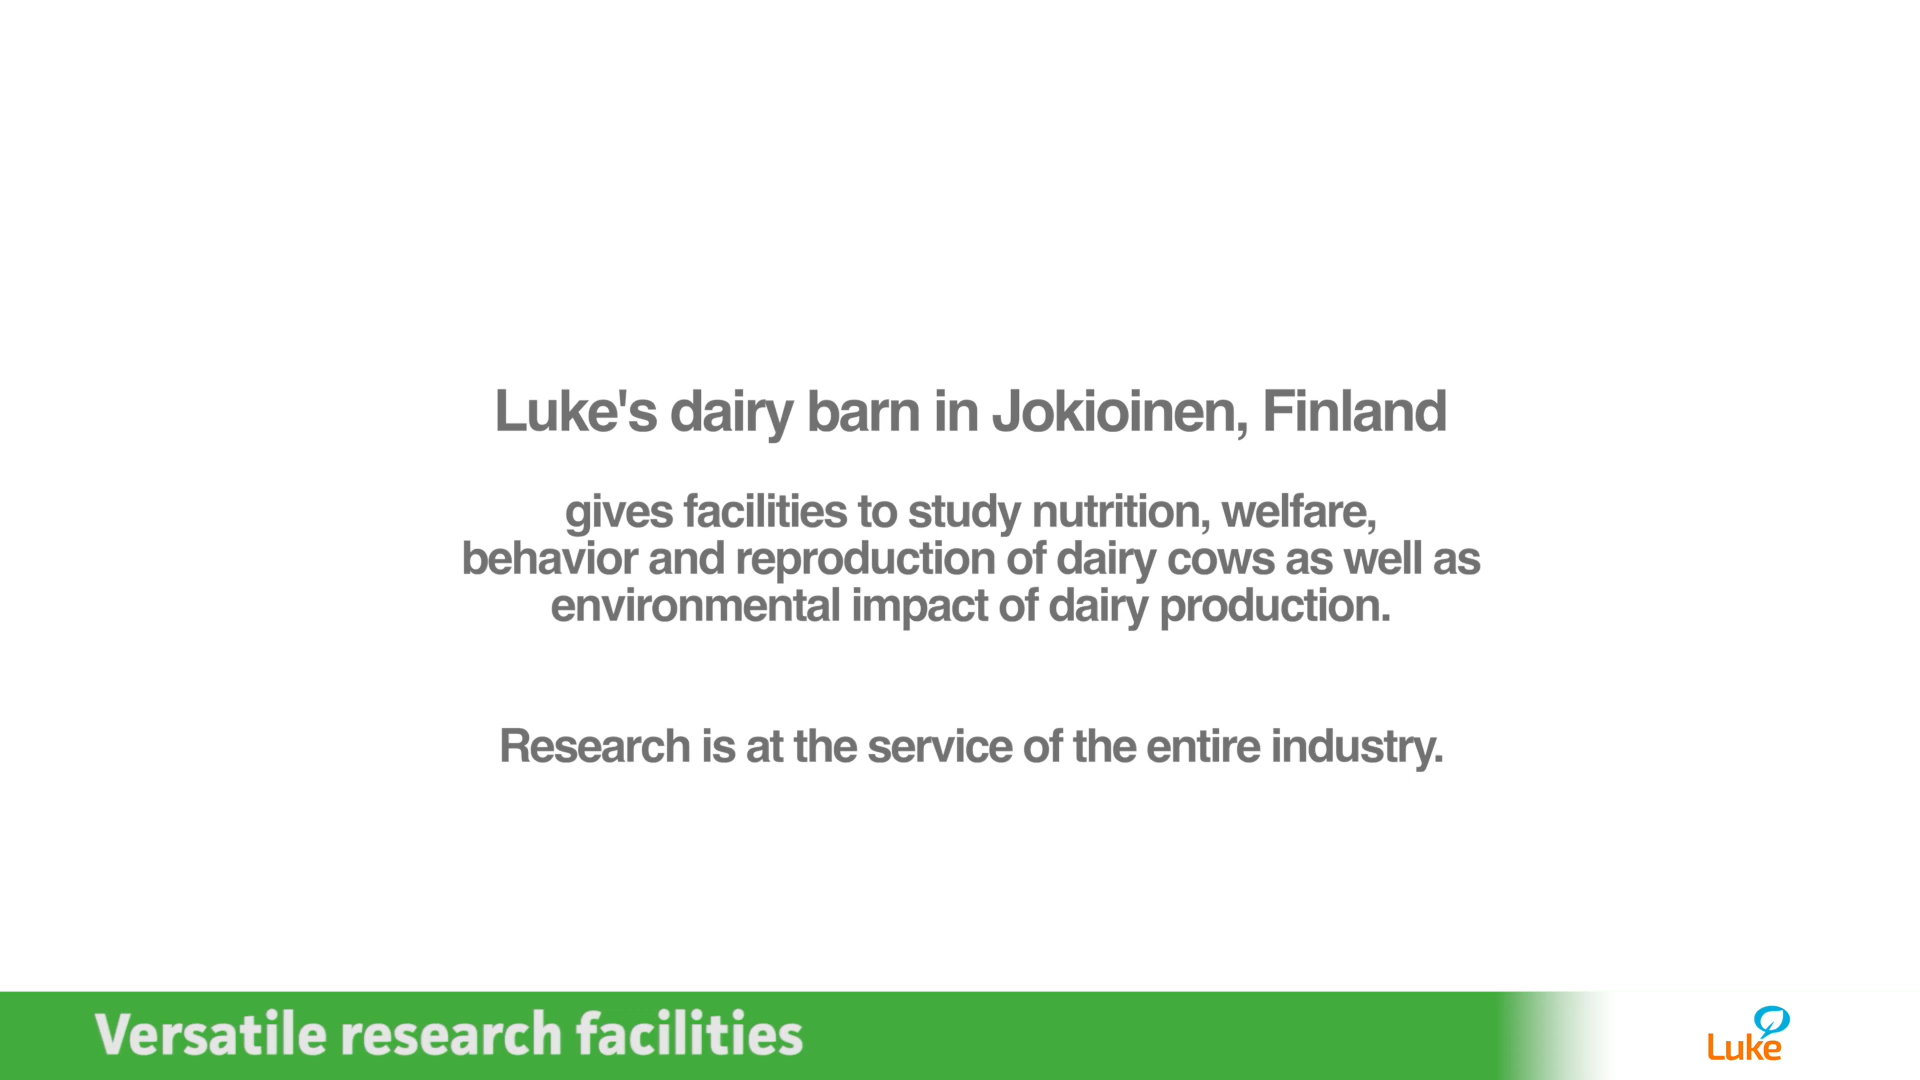 Luke's dairy barn in Jokioinen, Finland
gives facilities to study nutrition, welfare,
behavior and reproduction of dairy cows as well as
environmental impact of dairy production.
Research is at the service of the entire industry.
Versatile research facilities
Luke